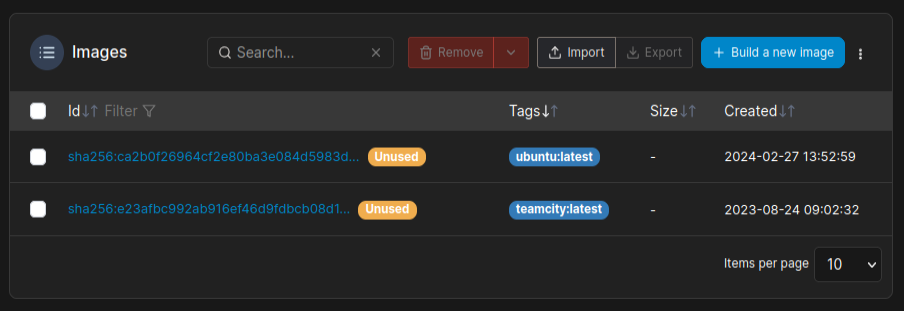 Images Search... Remove Import Export Build a new image
Id Filter Tags Size Created
sha256:ca2b0f26964cf2e80ba3e084d5983d... Unused ubuntu:latest - 2024-02-27 13:52:59
sha256:e23afbc992ab916ef46d9fdbcb08d1... Unused teamcity:latest - 2023-08-24 09:02:32
Items per page 10